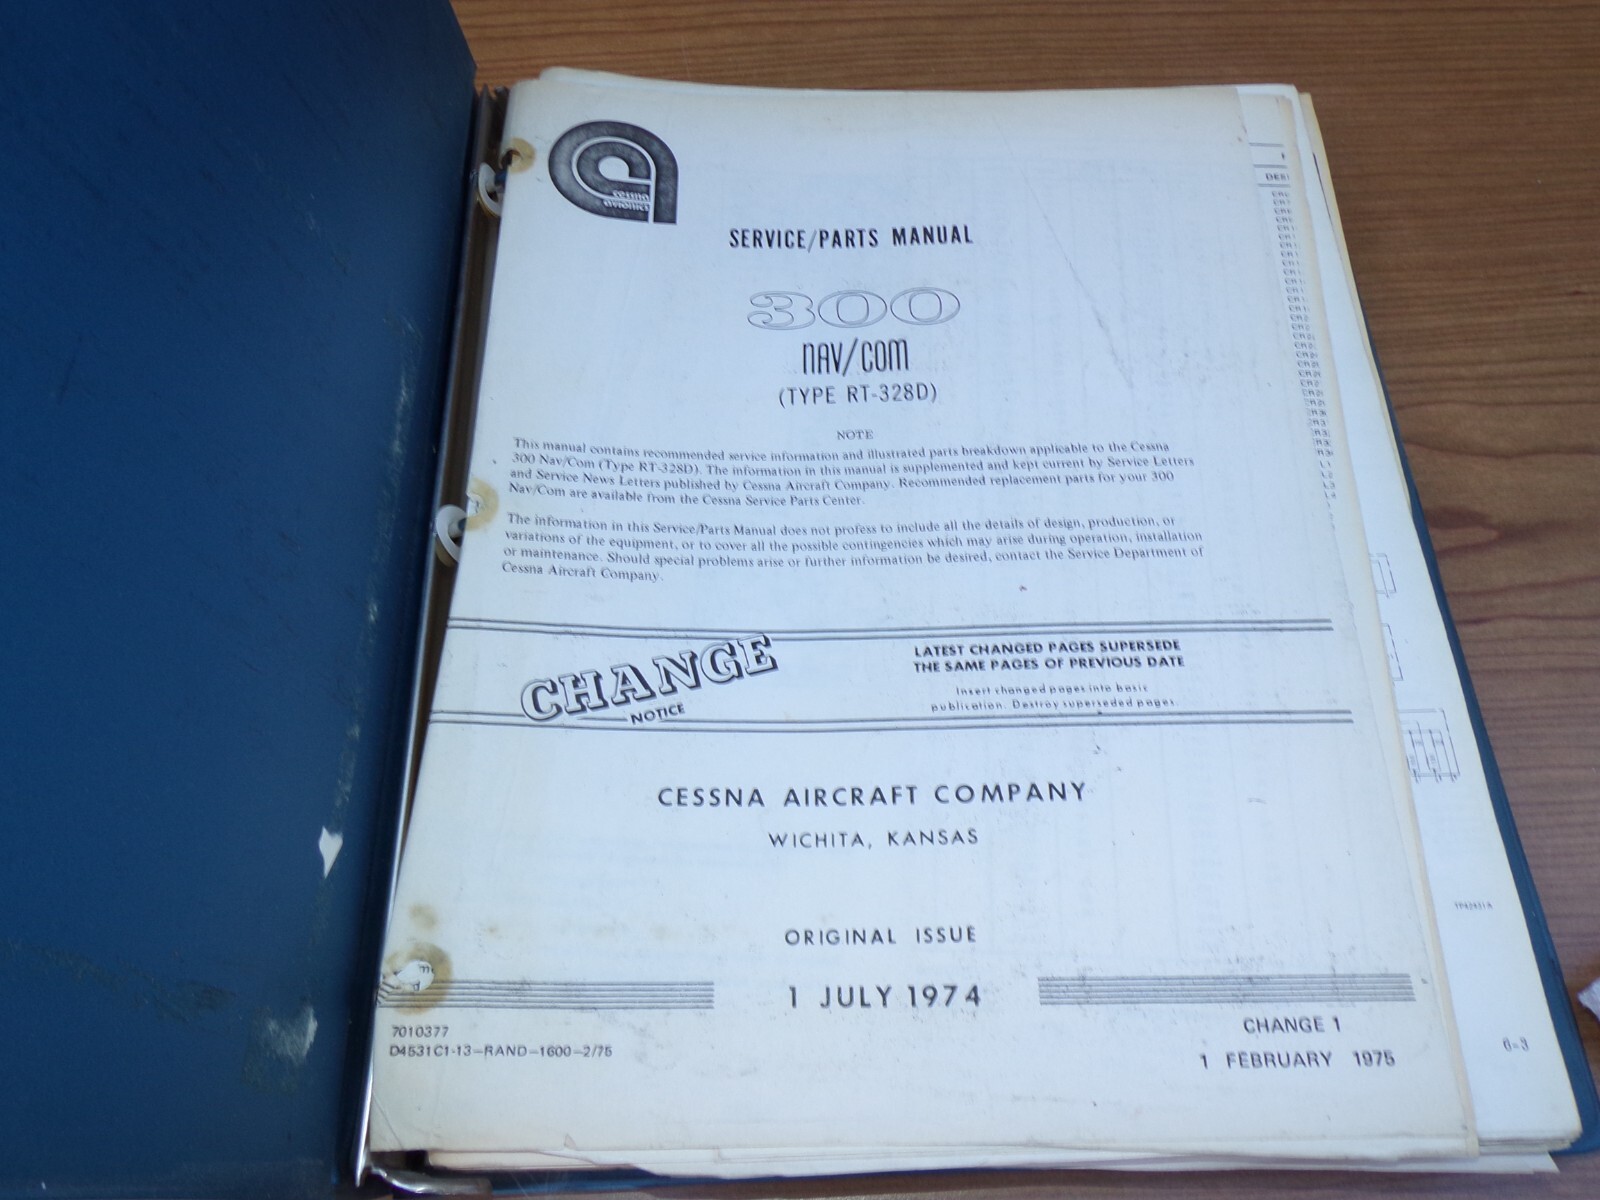 cessna
avionics
SERVICE/PARTS MANUAL
300
NAV/COM
(TYPE RT-328D)
NOTE
This manual contains recommended service information and illustrated parts breakdown applicable to the Cessna
300 Nav/Com (Type RT-328D). The information in this manual is supplemented and kept current by Service Letters
and Service News Letters published by Cessna Aircraft Company. Recommended replacement parts for your 300
Nav/Com are available from the Cessna Service Parts Center.
The information in this Service/Parts Manual does not profess to include all the details of design, production, or
variations of the equipment, or to cover all the possible contingencies which may arise during operation, installation
or maintenance. Should special problems arise or further information be desired, contact the Service Department of
Cessna Aircraft Company.
CHANGE
NOTICE
LATEST CHANGED PAGES SUPERSEDE
THE SAME PAGES OF PREVIOUS DATE
Insert changed pages into basic
publication. Destroy superseded pages.
CESSNA AIRCRAFT COMPANY
WICHITA, KANSAS
ORIGINAL ISSUE
1 JULY 1974
7010377
D4531C1-13-RAND-1600-2/75
CHANGE 1
1 FEBRUARY 1975
6-3